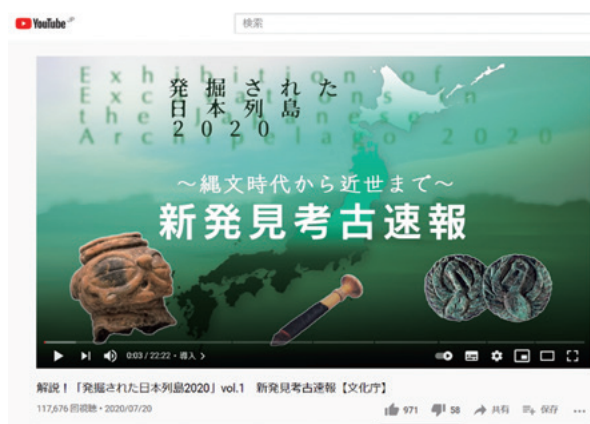 YouTube JP
検索
Exhibition of
Excavations in
the Japanese
Archipelago 2020
発掘された
日本列島
2020
～縄文時代から近世まで～
新発見考古速報
0:03 / 22:22・導入 >
解説！「発掘された日本列島2020」vol.1　新発見考古速報【文化庁】
117,676 回視聴・2020/07/20
971 58 共有 保存 …